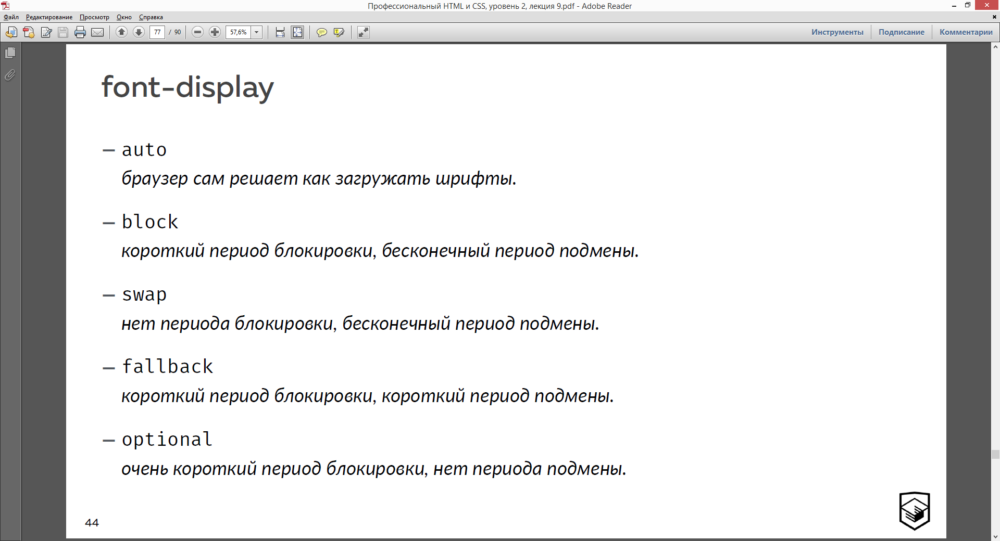 Профессиональный HTML и CSS, уровень 2, лекция 9.pdf - Adobe Reader
Файл Редактирование Просмотр Окно Справка
77 / 90 57,6% Инструменты Подписание Комментарии
font-display
– auto
браузер сам решает как загружать шрифты.
– block
короткий период блокировки, бесконечный период подмены.
– swap
нет периода блокировки, бесконечный период подмены.
– fallback
короткий период блокировки, короткий период подмены.
– optional
очень короткий период блокировки, нет периода подмены.
44